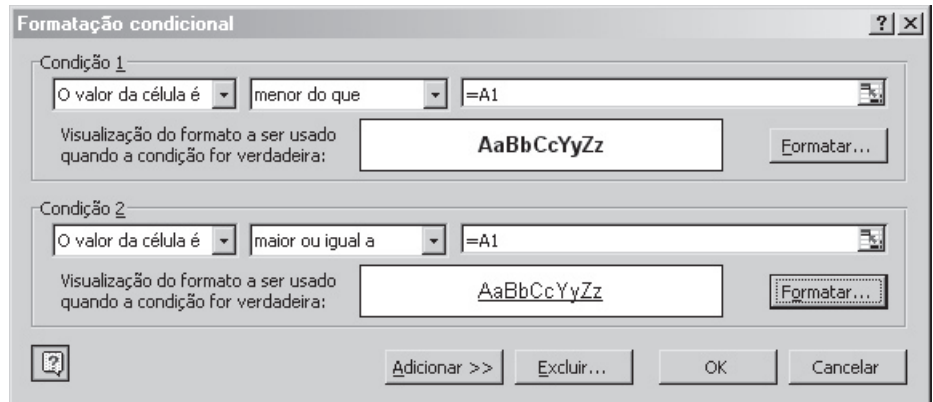 Formatação condicional
Condição 1
O valor da célula é menor do que =A1
Visualização do formato a ser usado
quando a condição for verdadeira:
AaBbCcYyZz
Formatar...
Condição 2
O valor da célula é maior ou igual a =A1
Visualização do formato a ser usado
quando a condição for verdadeira:
AaBbCcYyZz
Formatar...
Adicionar >> Excluir... OK Cancelar